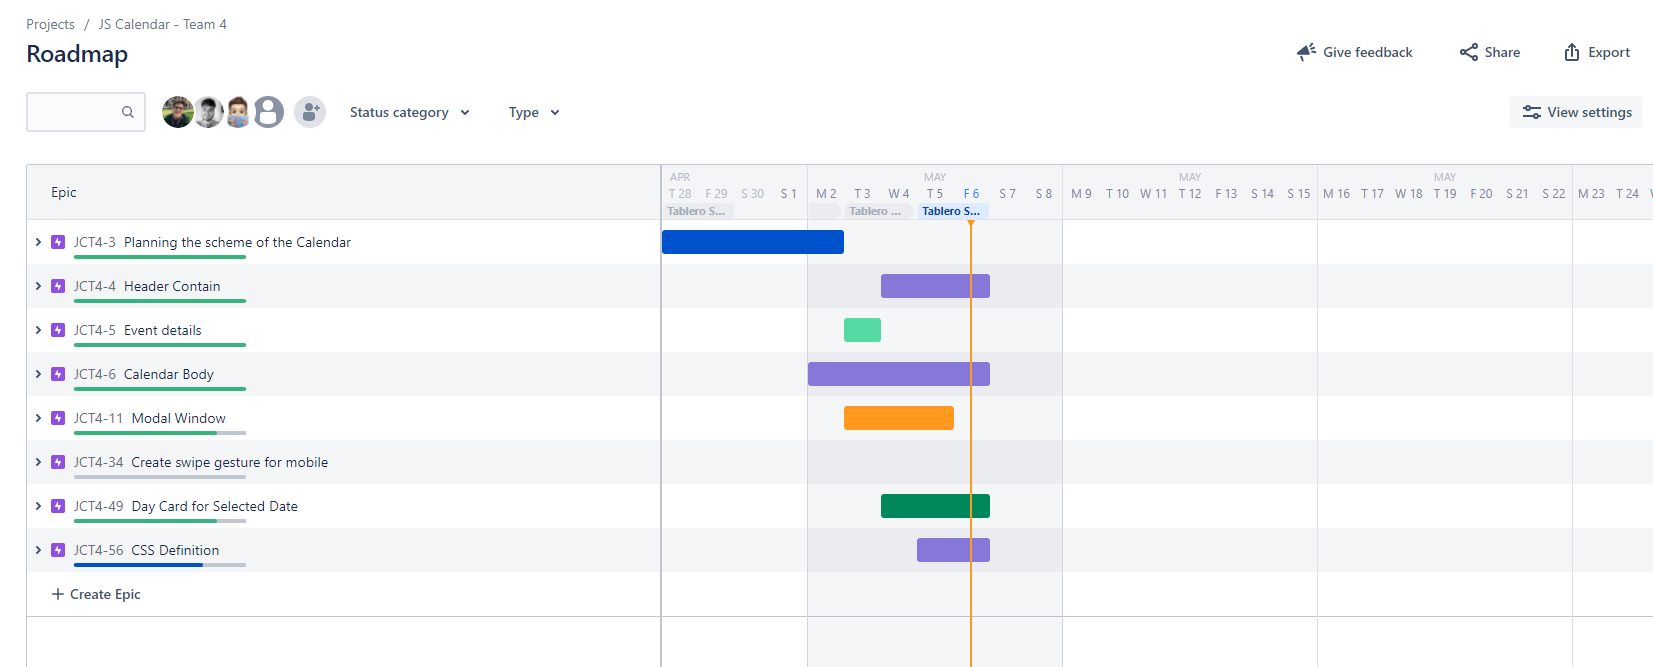 Projects / JS Calendar - Team 4
Roadmap
Give feedback
Share
Export
Status category
Type
View settings
Epic
APR MAY MAY MAY
T 28 F 29 S 30 S 1 M 2 T 3 W 4 T 5 F 6 S 7 S 8 M 9 T 10 W 11 T 12 F 13 S 14 S 15 M 16 T 17 W 18 T 19 F 20 S 21 S 22 M 23 T 24
Tablero S... Tablero ... Tablero S...
JCT4-3 Planning the scheme of the Calendar
JCT4-4 Header Contain
JCT4-5 Event details
JCT4-6 Calendar Body
JCT4-11 Modal Window
JCT4-34 Create swipe gesture for mobile
JCT4-49 Day Card for Selected Date
JCT4-56 CSS Definition
+ Create Epic